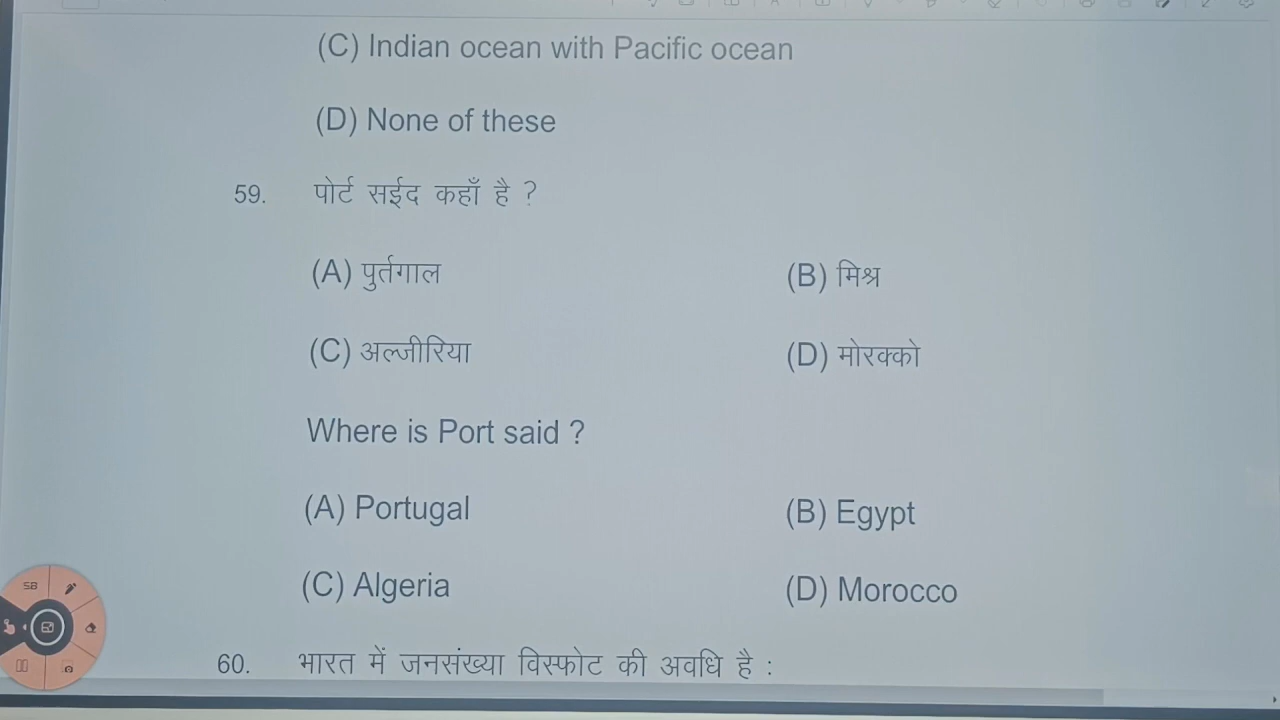 (C) Indian ocean with Pacific ocean
(D) None of these
59. पोर्ट सईद कहाँ है ?
(A) पुर्तगाल (B) मिश्र
(C) अल्जीरिया (D) मोरक्को
Where is Port said ?
(A) Portugal (B) Egypt
(C) Algeria (D) Morocco
SB
60. भारत में जनसंख्या विस्फोट की अवधि है :